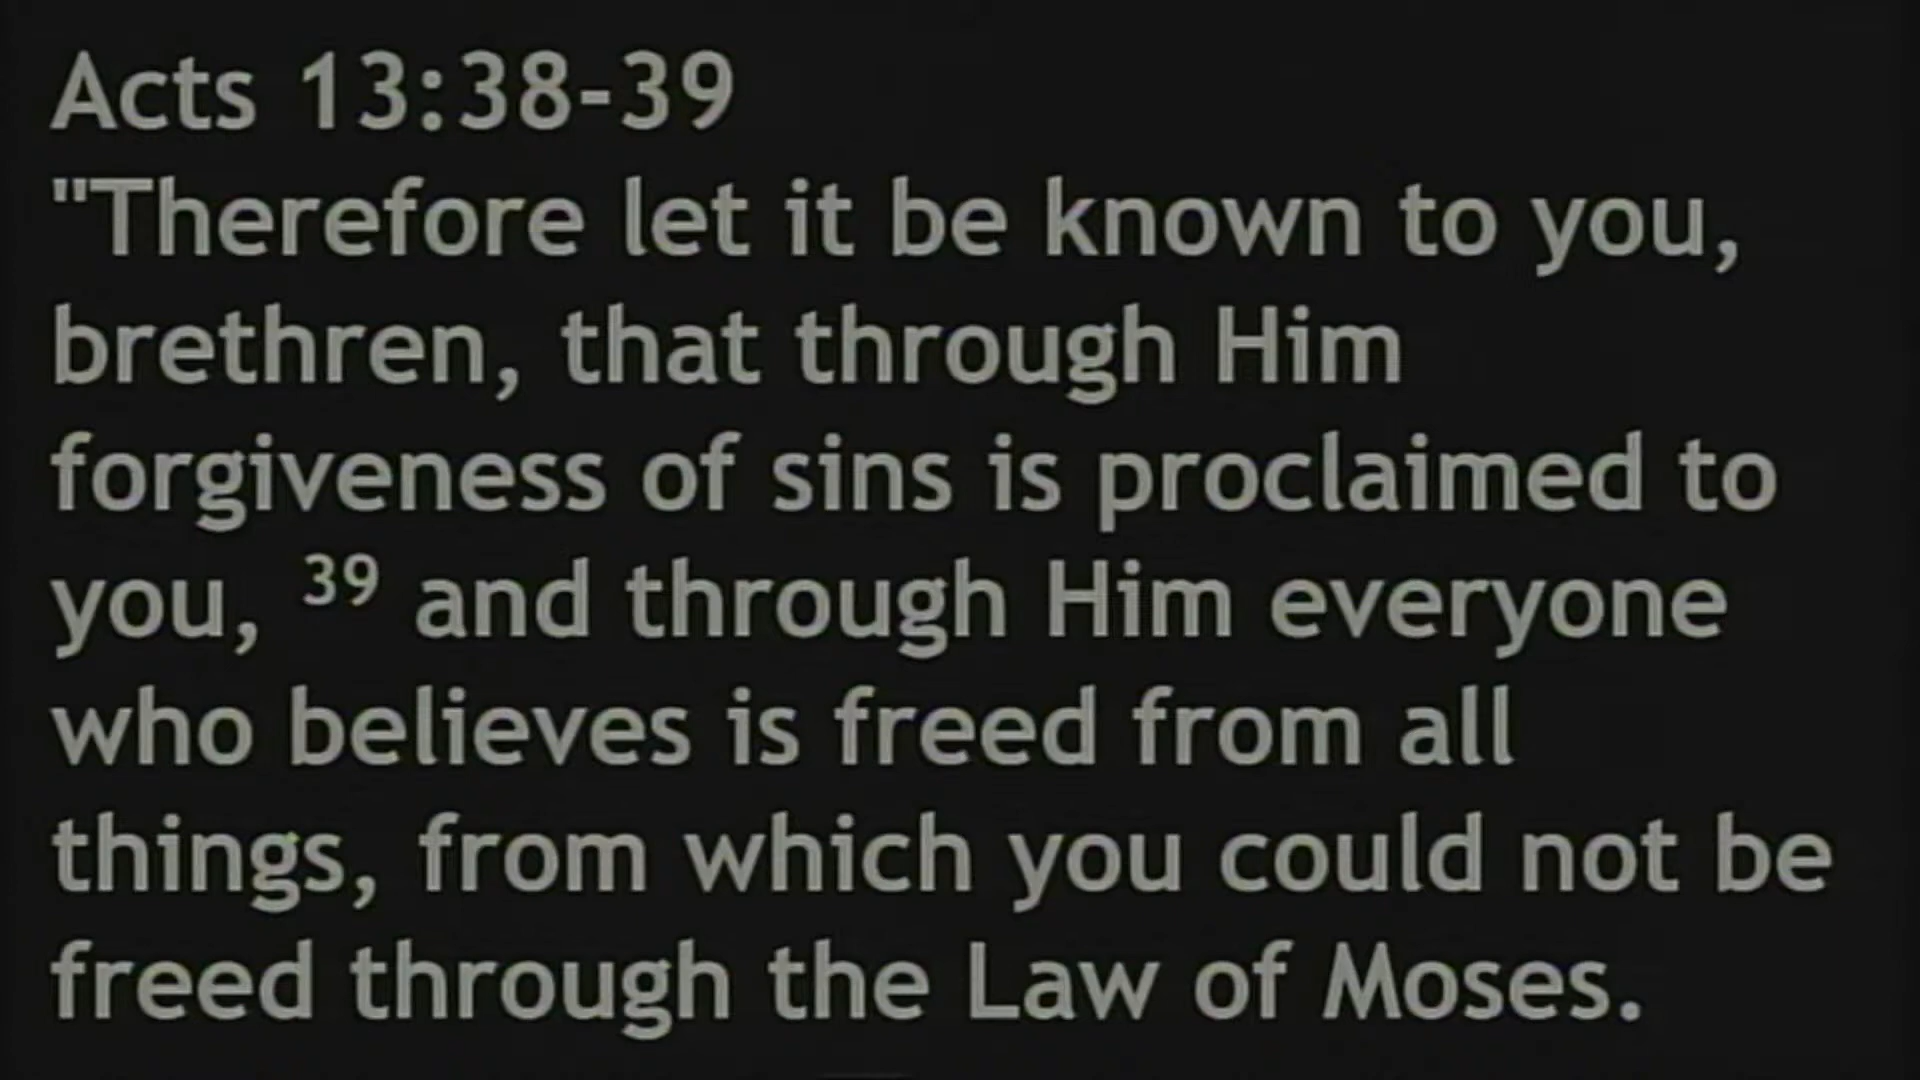 Acts 13:38-39
"Therefore let it be known to you,
brethren, that through Him
forgiveness of sins is proclaimed to
you, 39 and through Him everyone
who believes is freed from all
things, from which you could not be
freed through the Law of Moses.